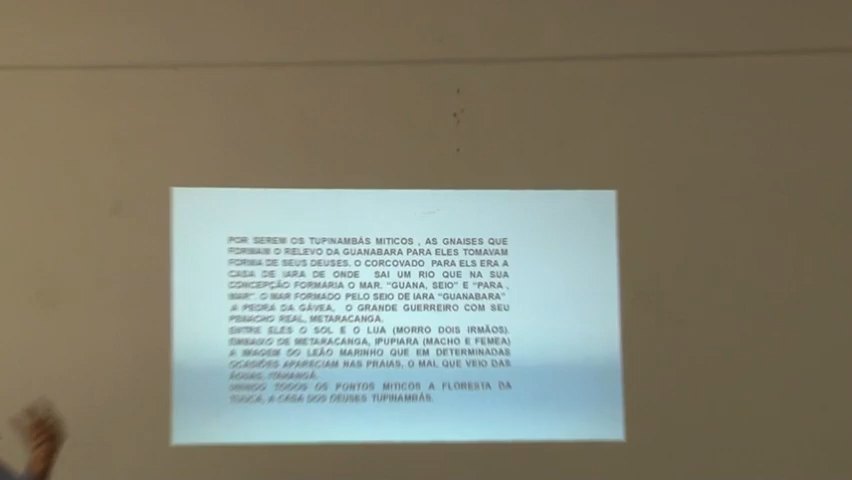 POR SEREM OS TUPINAMBÁS MITICOS , AS GNAISES QUE
FORMAM O RELEVO DA GUANABARA PARA ELES TOMAVAM
FORMA DE SEUS DEUSES. O CORCOVADO PARA ELS ERA A
CASA DE IARA DE ONDE SAI UM RIO QUE NA SUA
CONCEPÇÃO FORMARIA O MAR. "GUANA, SEIO" E "PARA ,
MAR". O MAR FORMADO PELO SEIO DE IARA "GUANABARA"
A PEDRA DA GÁVEA, O GRANDE GUERREIRO COM SEU
PENACHO REAL, METARACANGA.
ENTRE ELES O SOL E O LUA (MORRO DOIS IRMÃOS).
EMBAIXO DE METARACANGA, IPUPIARA (MACHO E FEMEA)
A IMAGEM DO LEÃO MARINHO QUE EM DETERMINADAS
OCASIÕES APARECIAM NAS PRAIAS, O MAL QUE VEIO DAS
ÁGUAS,
TODOS OS PONTOS MITICOS A FLORESTA DA
TIJUCA, A CASA DOS DEUSES TUPINAMBÁS.